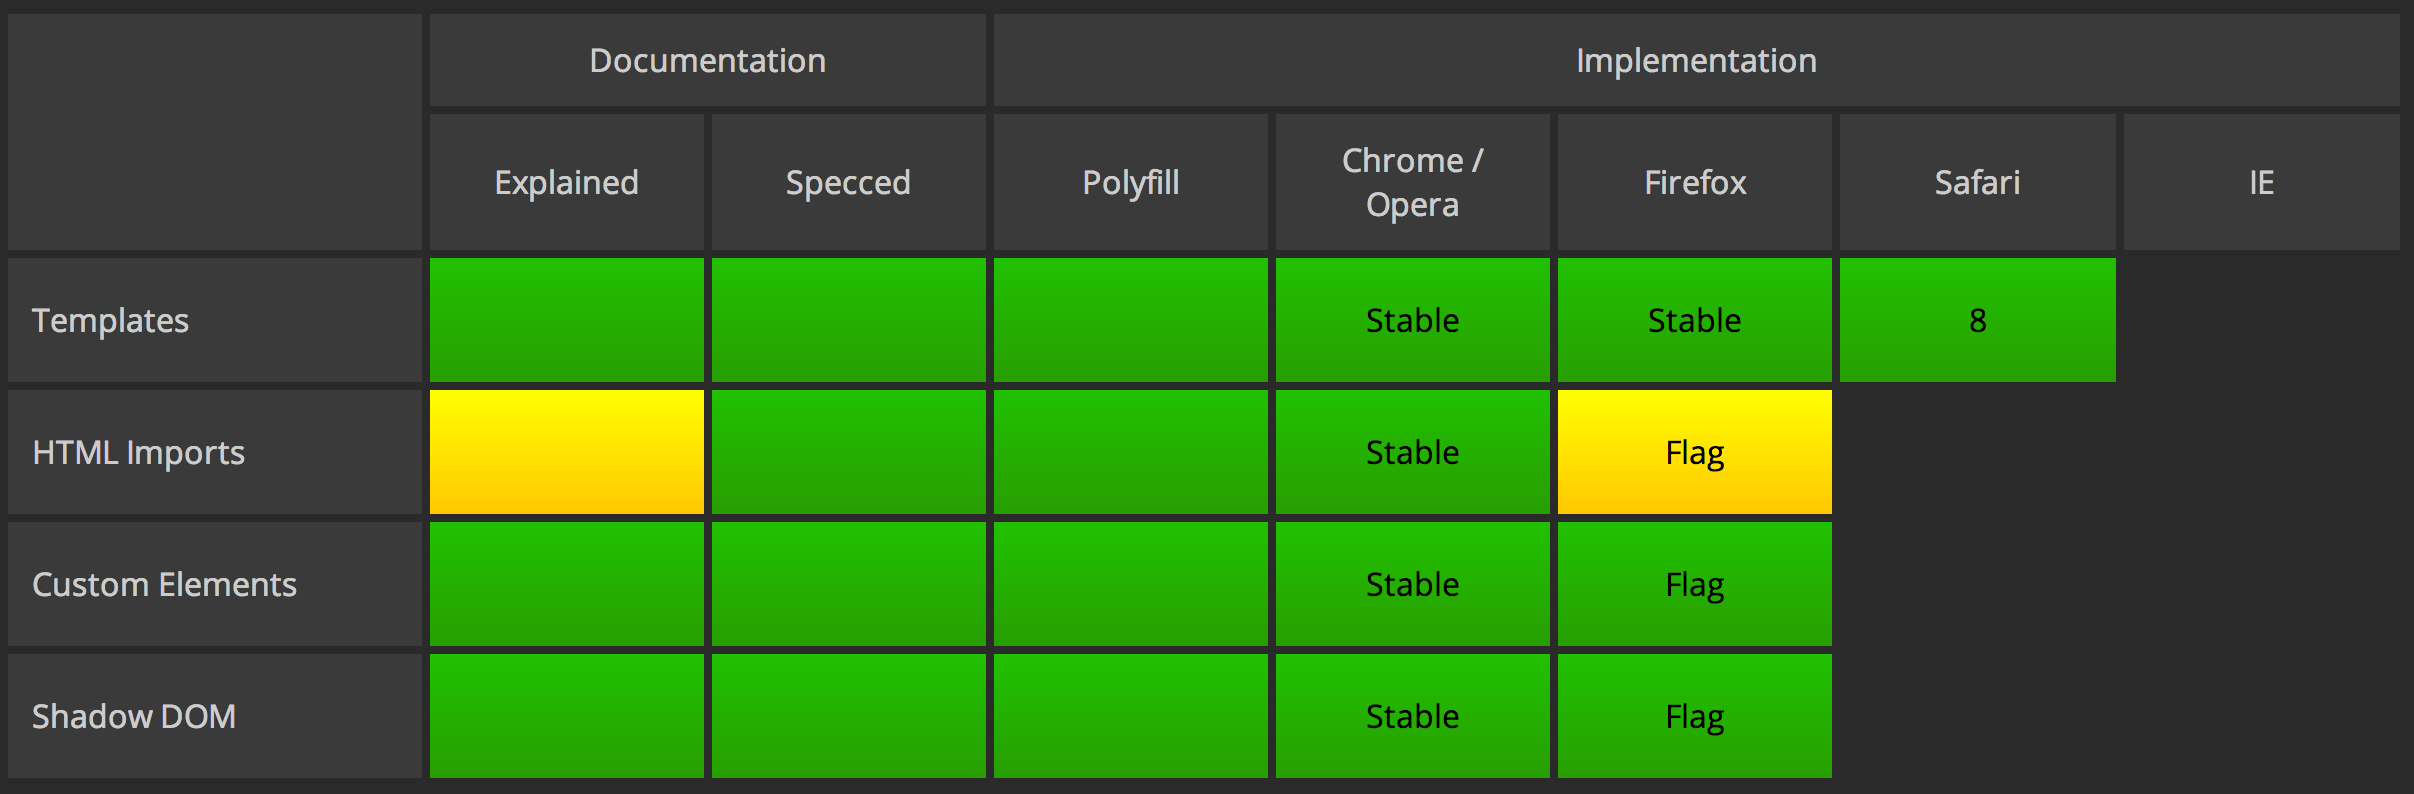 Documentation
Implementation
Explained
Specced
Polyfill
Chrome /
Opera
Firefox
Safari
IE
Templates
Stable
Stable
8
HTML Imports
Stable
Flag
Custom Elements
Stable
Flag
Shadow DOM
Stable
Flag